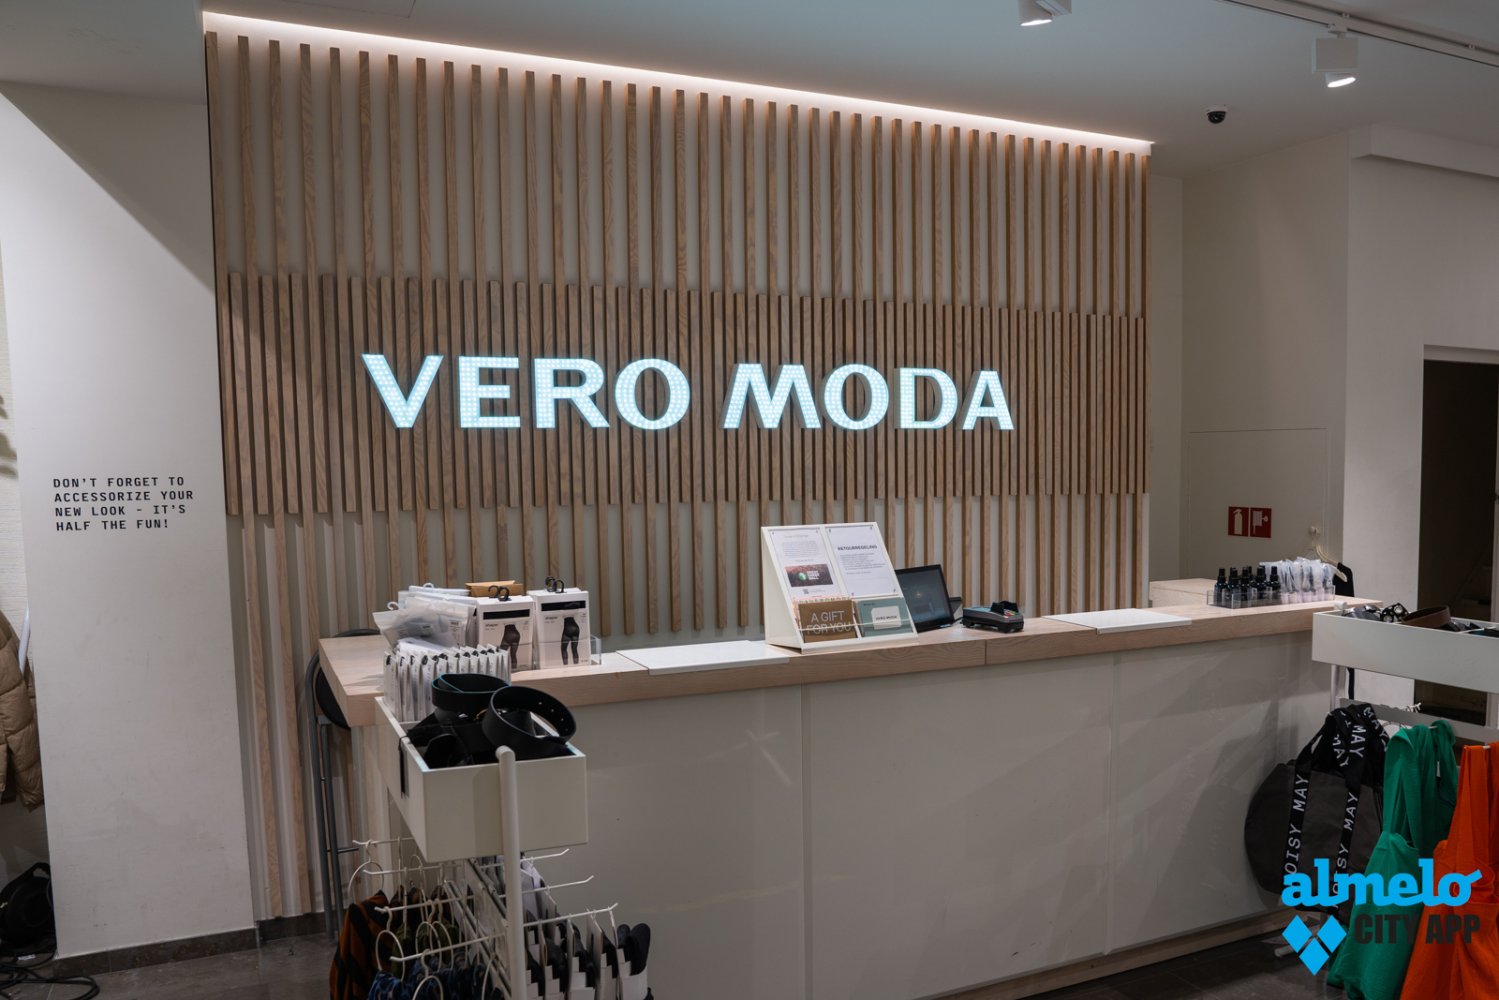 VERO MODA
DON'T FORGET TO
ACCESSORIZE YOUR
NEW LOOK - IT'S
HALF THE FUN!
RETOURREGELING
A GIFT
FOR YOU
VERO MODA
NOISY MAY
NOISY MAY
almelo
CITY APP